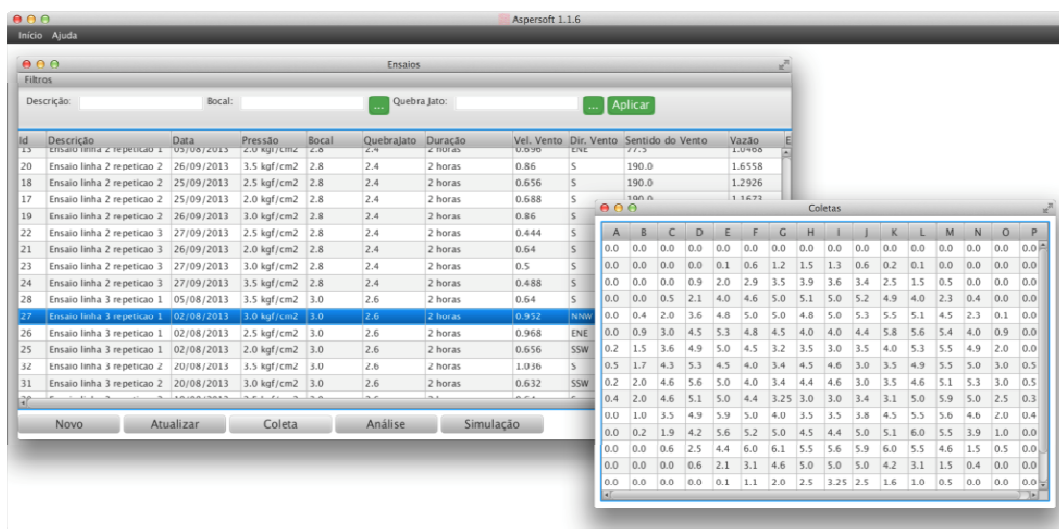 Aspersoft 1.1.6
Início Ajuda
Ensaios
Filtros
Descrição: Bocal: ... Quebra Jato: ... Aplicar
Id Descrição Data Pressão Bocal QuebraJato Duração Vel. Vento Dir. Vento Sentido do Vento Vazão E
13 Ensaio linha 2 repeticao 1 05/08/2013 2.0 kgf/cm2 2.8 2.4 2 horas 0.696 ENE 77.5 1.0468
20 Ensaio linha 2 repeticao 2 26/09/2013 3.5 kgf/cm2 2.8 2.4 2 horas 0.86 S 190.0 1.6558
18 Ensaio linha 2 repeticao 2 25/09/2013 2.5 kgf/cm2 2.8 2.4 2 horas 0.656 S 190.0 1.2926
17 Ensaio linha 2 repeticao 2 25/09/2013 2.0 kgf/cm2 2.8 2.4 2 horas 0.688 S 190.0 1.1673
19 Ensaio linha 2 repeticao 2 26/09/2013 3.0 kgf/cm2 2.8 2.4 2 horas 0.86 S
22 Ensaio linha 2 repeticao 3 27/09/2013 2.5 kgf/cm2 2.8 2.4 2 horas 0.444 S
21 Ensaio linha 2 repeticao 3 26/09/2013 2.0 kgf/cm2 2.8 2.4 2 horas 0.64 S
23 Ensaio linha 2 repeticao 3 27/09/2013 3.0 kgf/cm2 2.8 2.4 2 horas 0.5 S
24 Ensaio linha 2 repeticao 3 27/09/2013 3.5 kgf/cm2 2.8 2.4 2 horas 0.488 S
28 Ensaio linha 3 repeticao 1 05/08/2013 3.5 kgf/cm2 3.0 2.6 2 horas 0.64 S
27 Ensaio linha 3 repeticao 1 02/08/2013 3.0 kgf/cm2 3.0 2.6 2 horas 0.952 NNW
26 Ensaio linha 3 repeticao 1 02/08/2013 2.5 kgf/cm2 3.0 2.6 2 horas 0.968 ENE
25 Ensaio linha 3 repeticao 1 02/08/2013 2.0 kgf/cm2 3.0 2.6 2 horas 0.656 SSW
32 Ensaio linha 3 repeticao 2 20/08/2013 3.5 kgf/cm2 3.0 2.6 2 horas 1.036 S
31 Ensaio linha 3 repeticao 2 20/08/2013 3.0 kgf/cm2 3.0 2.6 2 horas 0.632 SSW
Novo Atualizar Coleta Análise Simulação
Coletas
A B C D E F G H I J K L M N O P
0.0 0.0 0.0 0.0 0.0 0.0 0.0 0.0 0.0 0.0 0.0 0.0 0.0 0.0 0.0 0.0
0.0 0.0 0.0 0.0 0.1 0.6 1.2 1.5 1.3 0.6 0.2 0.1 0.0 0.0 0.0 0.0
0.0 0.0 0.0 0.9 2.0 2.9 3.5 3.9 3.6 3.4 2.5 1.5 0.5 0.0 0.0 0.0
0.0 0.0 0.5 2.1 4.0 4.6 5.0 5.1 5.0 5.2 4.9 4.0 2.3 0.4 0.0 0.0
0.0 0.4 2.0 3.6 4.8 5.0 5.0 4.8 5.0 5.3 5.5 5.1 4.5 2.3 0.1 0.0
0.0 0.9 3.0 4.5 5.3 4.8 4.5 4.0 4.0 4.4 5.8 5.6 5.4 4.0 0.9 0.0
0.2 1.5 3.6 4.9 5.0 4.5 3.2 3.5 3.0 3.5 4.0 5.3 5.5 4.9 2.0 0.0
0.5 1.7 4.3 5.3 4.5 4.0 3.4 4.5 4.6 3.0 3.5 4.9 5.5 5.0 3.0 0.5
0.2 2.0 4.6 5.6 5.0 4.0 3.4 4.4 4.6 3.0 3.5 4.6 5.1 5.3 3.0 0.5
0.4 2.0 4.6 5.1 5.0 4.4 3.25 3.0 3.0 3.4 3.1 5.0 5.9 5.0 2.5 0.3
0.0 1.0 3.5 4.9 5.9 5.0 4.0 3.5 3.5 3.8 4.5 5.5 5.6 4.6 2.0 0.4
0.0 0.2 1.9 4.2 5.6 5.2 5.0 4.5 4.4 5.0 5.1 6.0 5.5 3.9 1.0 0.0
0.0 0.0 0.6 2.5 4.4 6.0 6.1 5.5 5.6 5.9 6.0 5.5 4.6 1.5 0.5 0.0
0.0 0.0 0.0 0.6 2.1 3.1 4.6 5.0 5.0 5.0 4.2 3.1 1.5 0.4 0.0 0.0
0.0 0.0 0.0 0.0 0.1 1.1 2.0 2.5 3.25 2.5 1.6 1.0 0.5 0.0 0.0 0.0